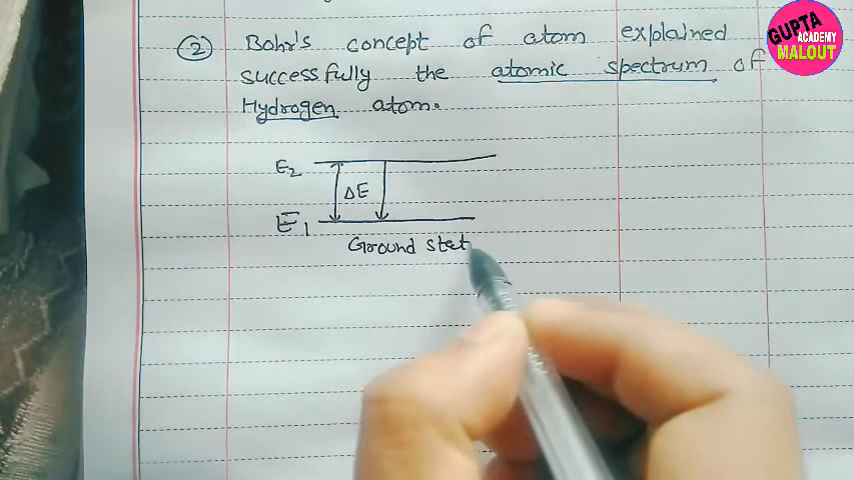 GUPTA
ACADEMY
MALOUT
② Bohr's concept of atom explained
successfully the atomic spectrum of
Hydrogen atom.
E₂
ΔE
E₁
Ground stat